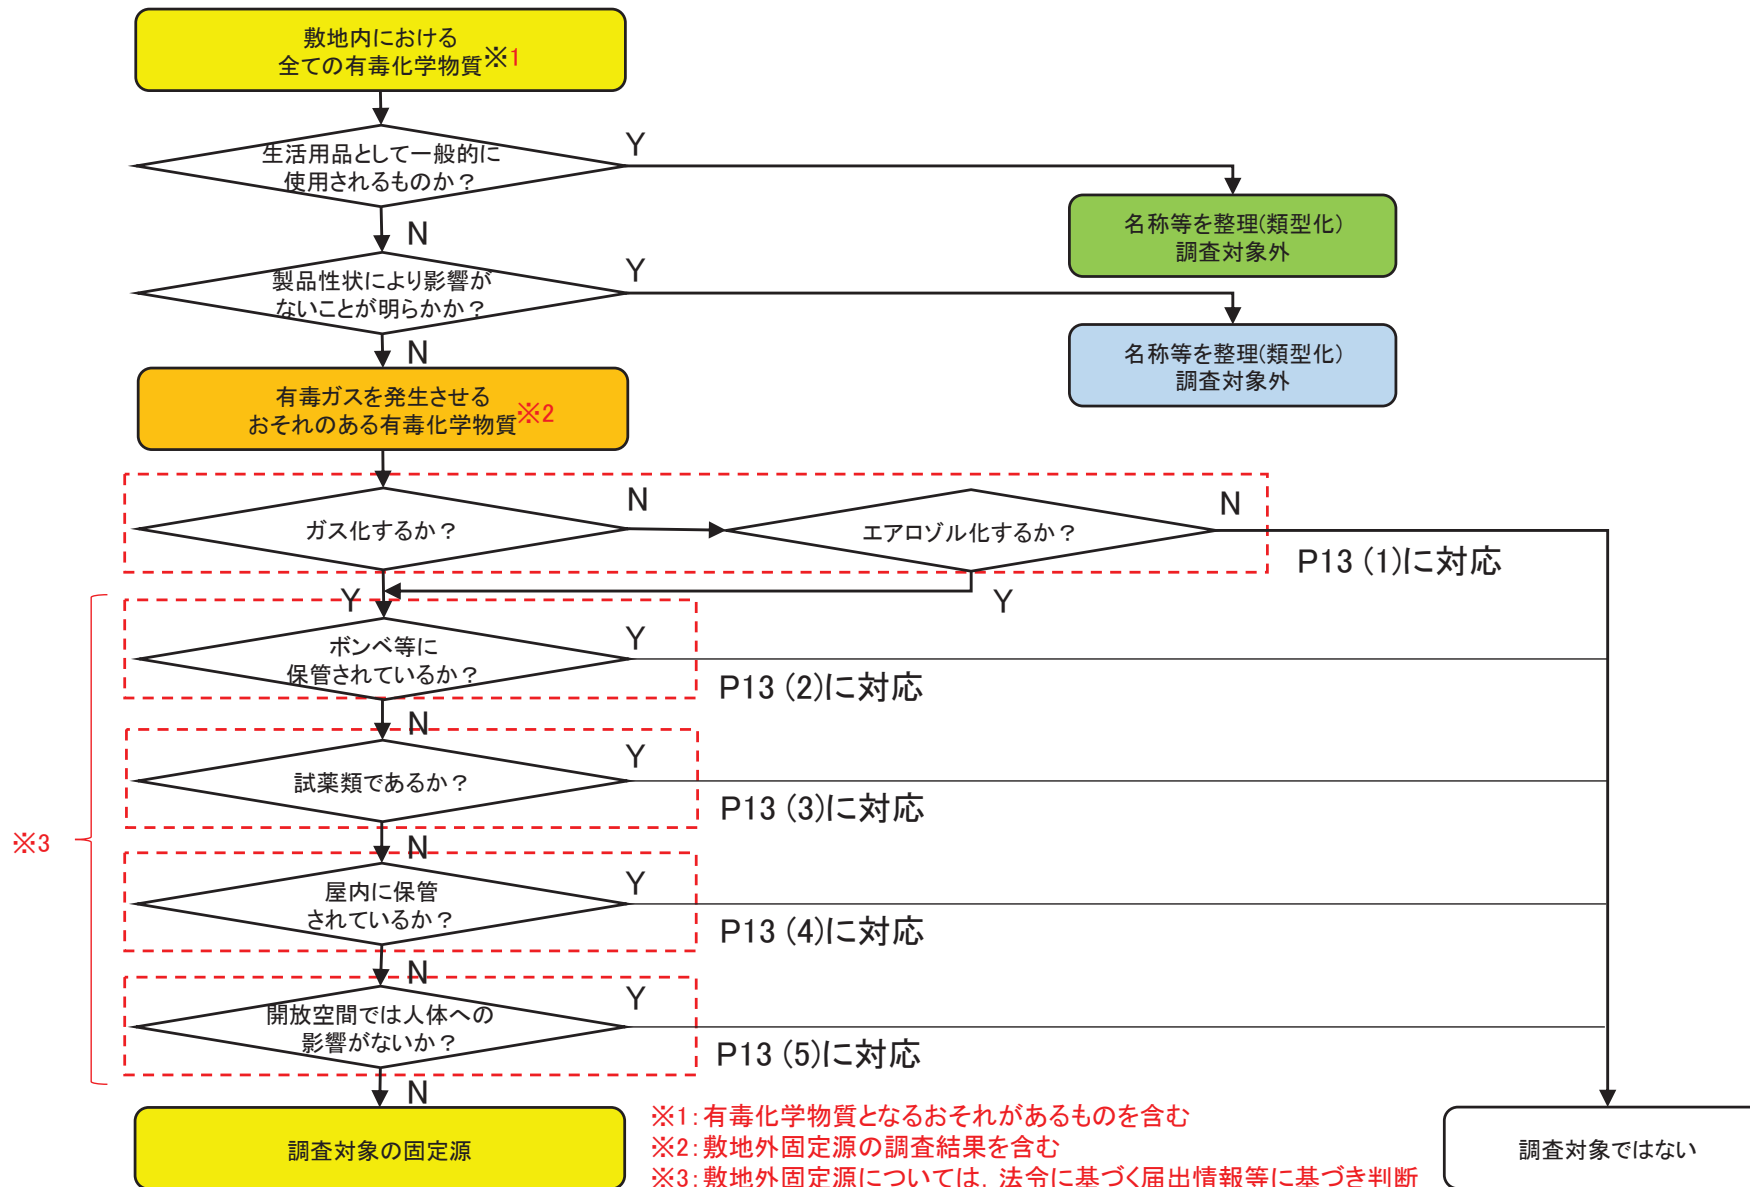 敷地内における
全ての有毒化学物質※1
生活用品として一般的に
使用されるものか？
Y
N
名称等を整理(類型化)
調査対象外
製品性状により影響が
ないことが明らかか？
Y
N
名称等を整理(類型化)
調査対象外
有毒ガスを発生させる
おそれのある有毒化学物質※2
ガス化するか？
N
エアロゾル化するか？
N
P13 (1)に対応
Y
Y
ボンベ等に
保管されているか？
Y
P13 (2)に対応
N
試薬類であるか？
Y
P13 (3)に対応
※3
N
屋内に保管
されているか？
Y
P13 (4)に対応
N
開放空間では人体への
影響がないか？
Y
P13 (5)に対応
N
調査対象の固定源
※1：有毒化学物質となるおそれがあるものを含む
※2：敷地外固定源の調査結果を含む
※3：敷地外固定源については，法令に基づく届出情報等に基づき判断
調査対象ではない